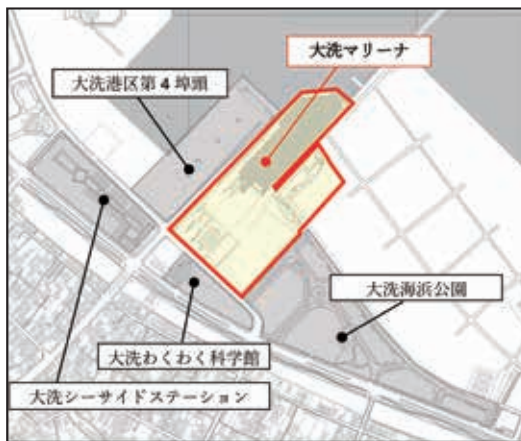 大洗マリーナ
大洗港区第4埠頭
大洗海浜公園
大洗わくわく科学館
大洗シーサイドステーション